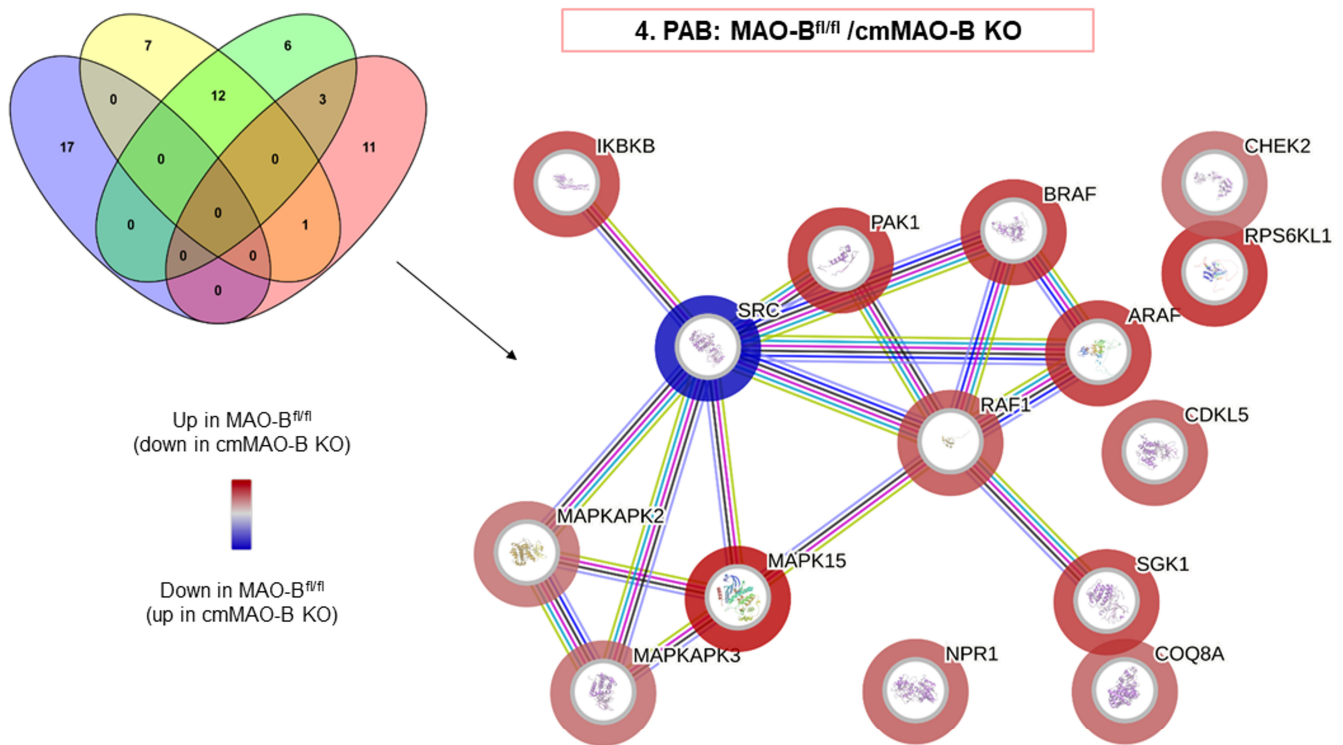 4. PAB: MAO-Bfl/fl /cmMAO-B KO
7
6
0
12
3
17
11
0
0
0
0
1
0
0
0
IKBKB
CHEK2
BRAF
PAK1
RPS6KL1
SRC
ARAF
RAF1
CDKL5
Up in MAO-Bfl/fl
(down in cmMAO-B KO)
MAPKAPK2
MAPK15
SGK1
Down in MAO-Bfl/fl
(up in cmMAO-B KO)
MAPKAPK3
NPR1
COQ8A